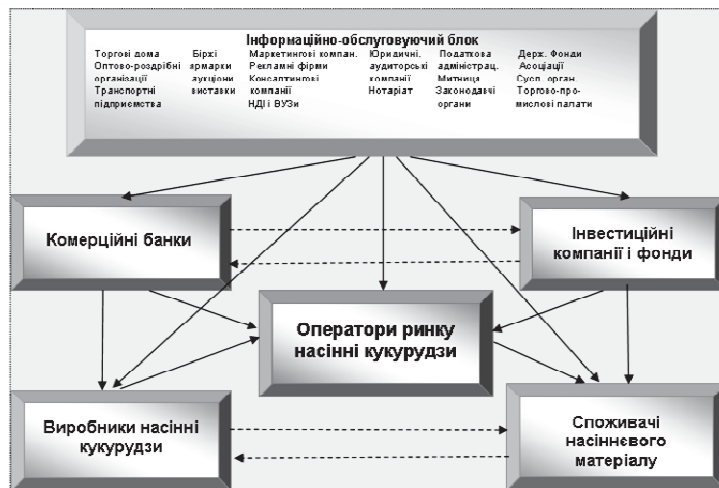 Інформаційно-обслуговуючий блок
Торгові дома
Оптово-роздрібні
організації
Транспортні
підприємства
Біржі
ярмарки
аукціони
виставки
Маркетингові компан.
Рекламні фірми
Консалтингові
компанії
НДІ і ВУЗи
Юридичні.
аудиторські
компанії
Нотаріат
Податкова
адміністрац.
Митниця
Законодавчі
органи
Держ. Фонди
Асоціації
Сусп. орган.
Торгово-про-
мислові палати
Комерційні банки
Інвестиційні
компанії і фонди
Оператори ринку
насінні кукурудзи
Виробники насінні
кукурудзи
Споживачі
насіннєвого
матеріалу